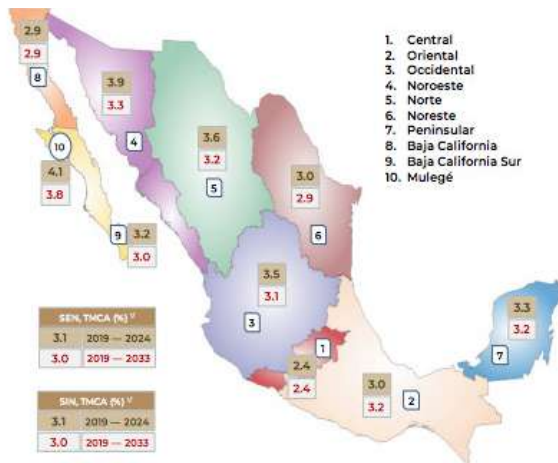 2.9
2.9
8
3.9
3.3
4
3.6
3.2
5
3.0
2.9
6
10
4.1
3.8
9
3.2
3.0
3.5
3.1
3
1
2.4
2.4
3.0
3.2
2
3.3
3.2
7
1. Central
2. Oriental
3. Occidental
4. Noroeste
5. Norte
6. Noreste
7. Peninsular
8. Baja California
9. Baja California Sur
10. Mulegé
SEN, TMCA (%) 1/
3.1 2019 — 2024
3.0 2019 — 2033
SIN, TMCA (%) 1/
3.1 2019 — 2024
3.0 2019 — 2033